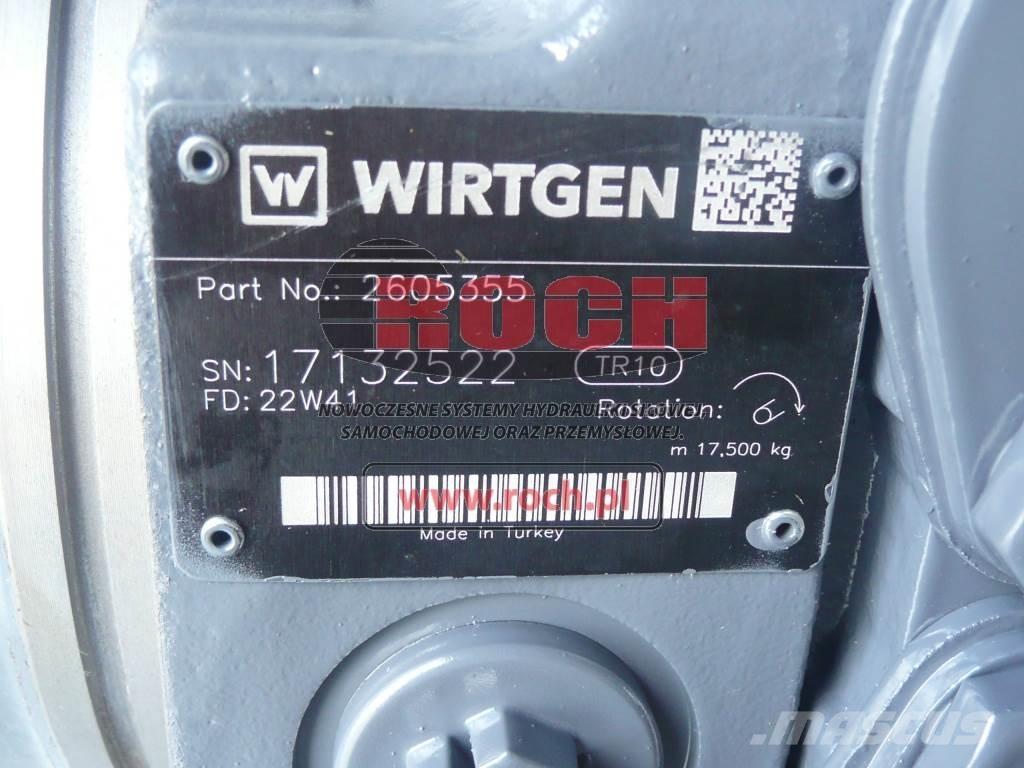 W WIRTGEN
Part No.: 2605355
ROCH
SN: 17132522 TR10
FD: 22W41 Rotation:
NOWOCZESNE SYSTEMY HYDRAULIKI SIŁOWEJ
SAMOCHODOWEJ ORAZ PRZEMYSŁOWEJ.
m 17,500 kg
www.roch.pl
Made in Turkey
mascus